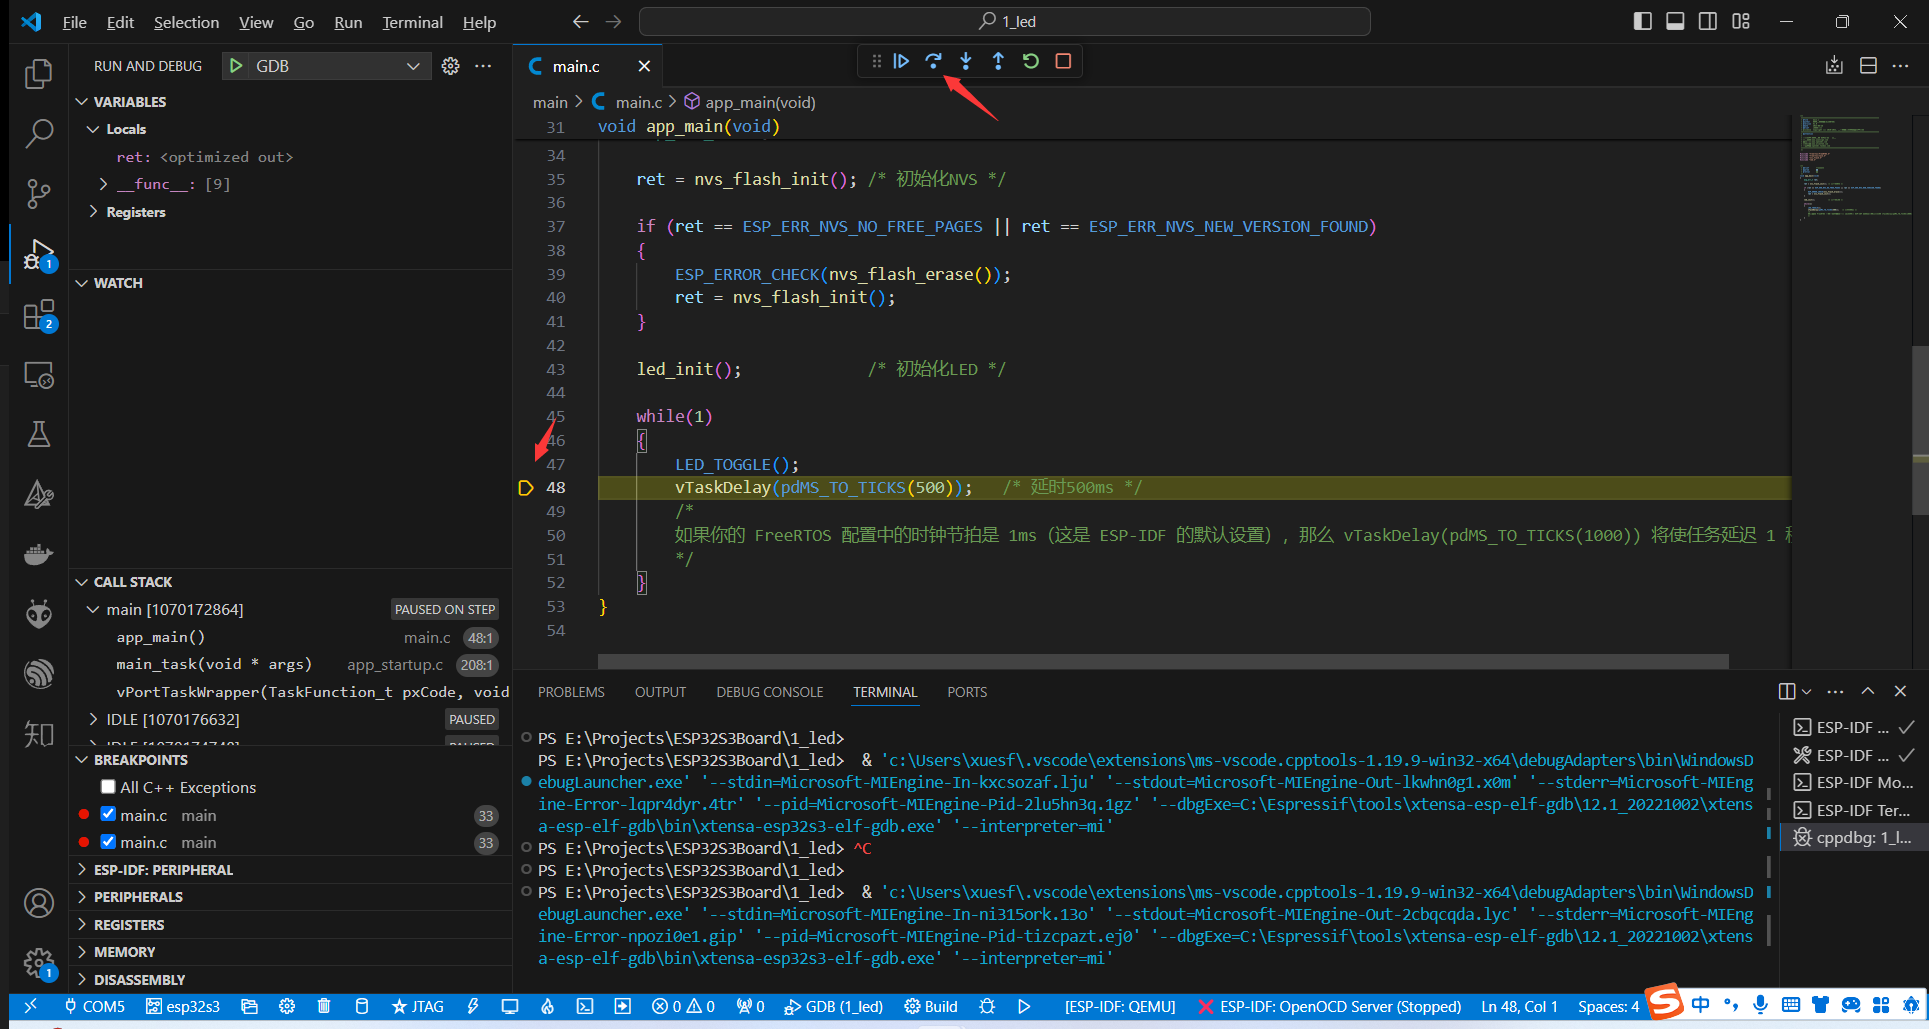 File Edit Selection View Go Run Terminal Help
1_led
RUN AND DEBUG
GDB
main.c
VARIABLES
Locals
ret: <optimized out>
__func__: [9]
Registers
WATCH
CALL STACK
main [1070172864] PAUSED ON STEP
app_main() main.c 48:1
main_task(void * args) app_startup.c 208:1
vPortTaskWrapper(TaskFunction_t pxCode, void
IDLE [1070176632] PAUSED
BREAKPOINTS
All C++ Exceptions
main.c main 33
main.c main 33
ESP-IDF: PERIPHERAL
PERIPHERALS
REGISTERS
MEMORY
DISASSEMBLY
1
2
知
1
main > main.c > app_main(void)
31 void app_main(void)
34
35 ret = nvs_flash_init(); /* 初始化NVS */
36
37 if (ret == ESP_ERR_NVS_NO_FREE_PAGES || ret == ESP_ERR_NVS_NEW_VERSION_FOUND)
38 {
39 ESP_ERROR_CHECK(nvs_flash_erase());
40 ret = nvs_flash_init();
41 }
42
43 led_init(); /* 初始化LED */
44
45 while(1)
46 {
47 LED_TOGGLE();
48 vTaskDelay(pdMS_TO_TICKS(500)); /* 延时500ms */
49 /*
50 如果你的 FreeRTOS 配置中的时钟节拍是 1ms（这是 ESP-IDF 的默认设置），那么 vTaskDelay(pdMS_TO_TICKS(1000)) 将使任务延迟 1
51 */
52 }
53 }
54
PROBLEMS OUTPUT DEBUG CONSOLE TERMINAL PORTS
PS E:\Projects\ESP32S3Board\1_led>
PS E:\Projects\ESP32S3Board\1_led> & 'c:\Users\xuesf\.vscode\extensions\ms-vscode.cpptools-1.19.9-win32-x64\debugAdapters\bin\WindowsD
ebugLauncher.exe' '--stdin=Microsoft-MIEngine-In-kxcsozaf.lju' '--stdout=Microsoft-MIEngine-Out-lkwhn0g1.x0m' '--stderr=Microsoft-MIEng
ine-Error-lqpr4dyr.4tr' '--pid=Microsoft-MIEngine-Pid-2lu5hn3q.1gz' '--dbgExe=C:\Espressif\tools\xtensa-esp-elf-gdb\12.1_20221002\xtens
a-esp-elf-gdb\bin\xtensa-esp32s3-elf-gdb.exe' '--interpreter=mi'
PS E:\Projects\ESP32S3Board\1_led> ^C
PS E:\Projects\ESP32S3Board\1_led>
PS E:\Projects\ESP32S3Board\1_led> & 'c:\Users\xuesf\.vscode\extensions\ms-vscode.cpptools-1.19.9-win32-x64\debugAdapters\bin\WindowsD
ebugLauncher.exe' '--stdin=Microsoft-MIEngine-In-ni315ork.13o' '--stdout=Microsoft-MIEngine-Out-2cbqcqda.lyc' '--stderr=Microsoft-MIEng
ine-Error-npozi0e1.gip' '--pid=Microsoft-MIEngine-Pid-tizcpazt.ej0' '--dbgExe=C:\Espressif\tools\xtensa-esp-elf-gdb\12.1_20221002\xtens
a-esp-elf-gdb\bin\xtensa-esp32s3-elf-gdb.exe' '--interpreter=mi'
ESP-IDF ...
ESP-IDF ...
ESP-IDF Mo...
ESP-IDF Ter...
cppdbg: 1_l...
COM5 esp32s3 JTAG 0 0 0 GDB (1_led) Build [ESP-IDF: QEMU] ESP-IDF: OpenOCD Server (Stopped) Ln 48, Col 1 Spaces: 4 中